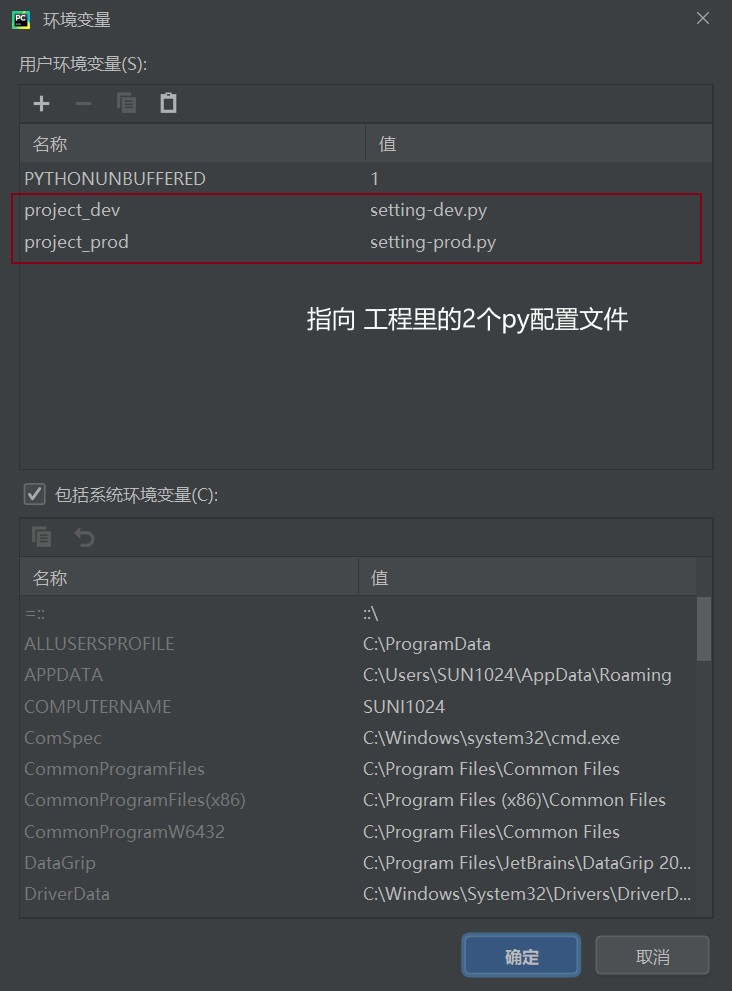 PC
环境变量
用户环境变量(S):
名称 值
PYTHONUNBUFFERED 1
project_dev setting-dev.py
project_prod setting-prod.py
指向 工程里的2个py配置文件
包括系统环境变量(C):
名称 值
=:: ::\
ALLUSERSPROFILE C:\ProgramData
APPDATA C:\Users\SUN1024\AppData\Roaming
COMPUTERNAME SUNI1024
ComSpec C:\Windows\system32\cmd.exe
CommonProgramFiles C:\Program Files\Common Files
CommonProgramFiles(x86) C:\Program Files (x86)\Common Files
CommonProgramW6432 C:\Program Files\Common Files
DataGrip C:\Program Files\JetBrains\DataGrip 20...
DriverData C:\Windows\System32\Drivers\DriverD...
确定 取消